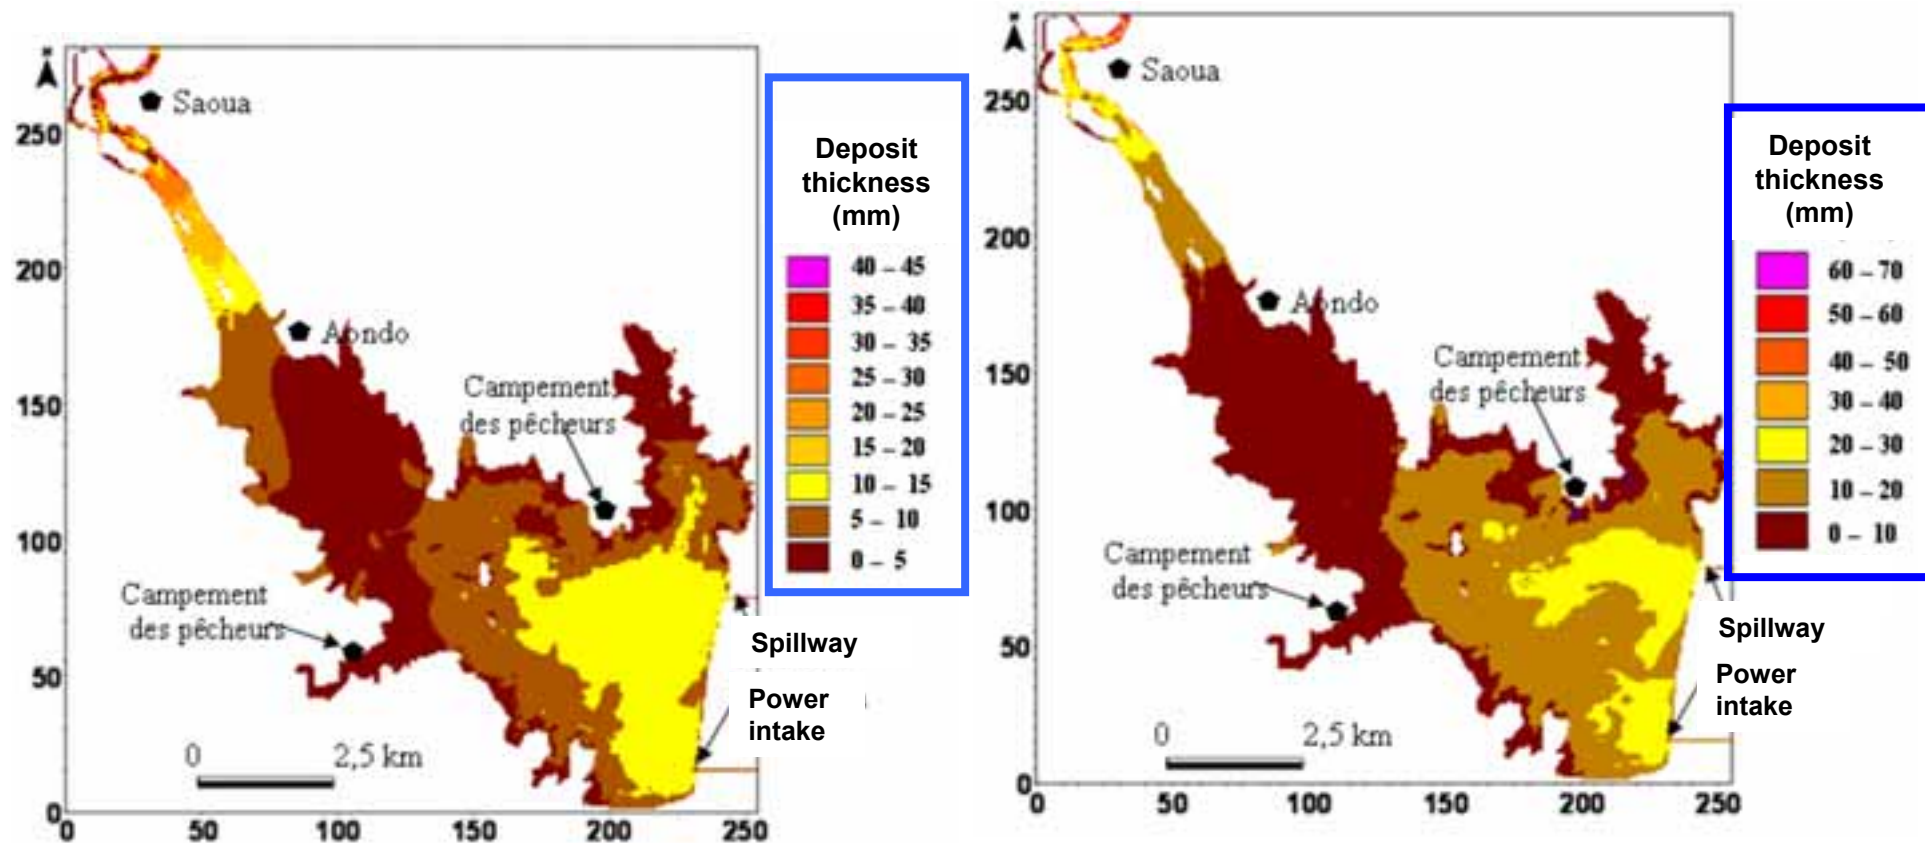 Saoua
Aondo
Campement
des pêcheurs
Campement
des pêcheurs
Spillway
Power
intake
0
2,5 km
250
200
150
100
50
0
0
50
100
150
200
250
Deposit
thickness
(mm)
40 – 45
35 – 40
30 – 35
25 – 30
20 – 25
15 – 20
10 – 15
5 – 10
0 – 5
Saoua
Aondo
Campement
des pêcheurs
Campement
des pêcheurs
Spillway
Power
intake
0
2,5 km
250
200
150
100
50
0
0
50
100
150
200
250
Deposit
thickness
(mm)
60 – 70
50 – 60
40 – 50
30 – 40
20 – 30
10 – 20
0 – 10